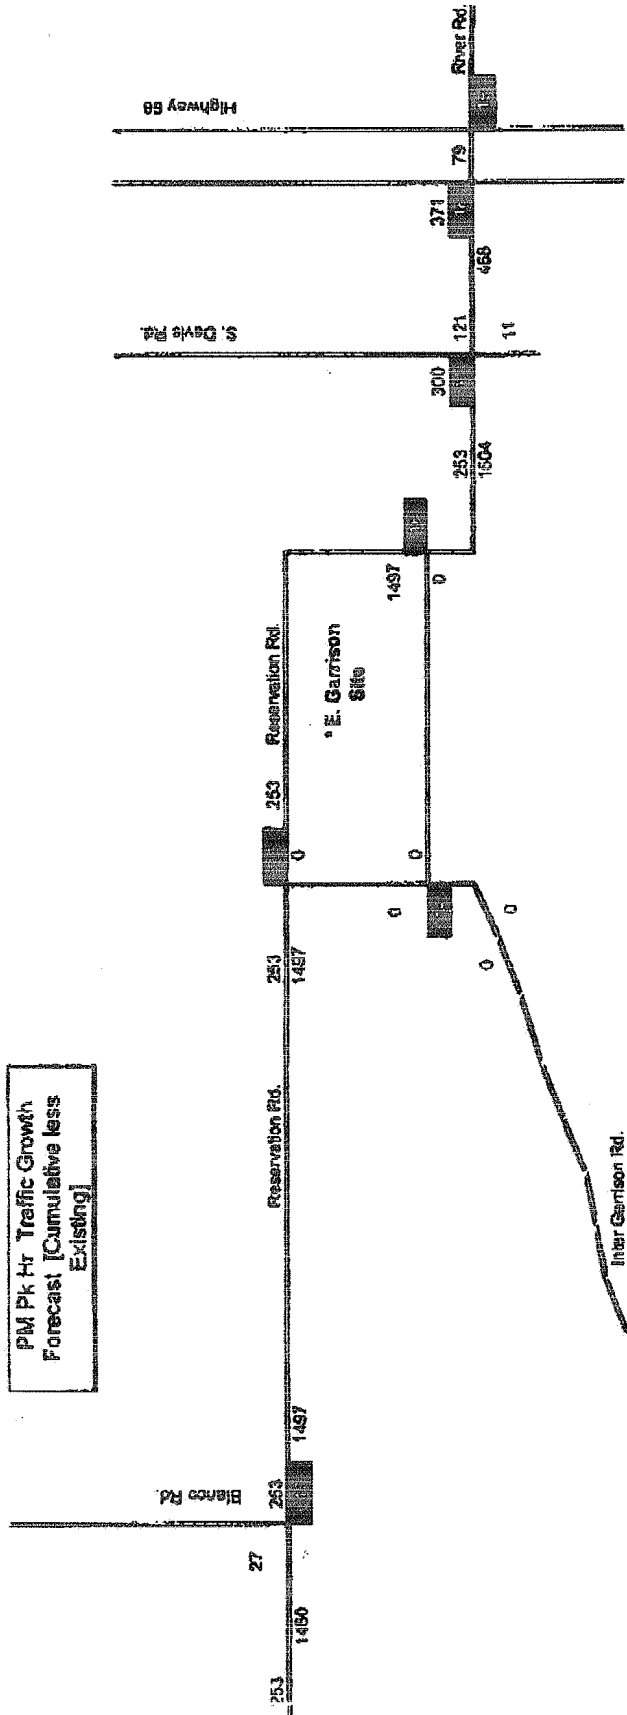 PM Pk Hr Traffic Growth
Forecast [Cumulative less
Existing]
253
1460
27
Blanco Rd.
253
1497
Reservation Rd.
253
1497
253
Reservation Rd.
0
0
0
0
0
Inter Garrison Rd.
* E. Garrison
Site
1497
0
253
1504
300
S. Davis Rd.
121
11
371
468
79
Highway 68
River Rd.